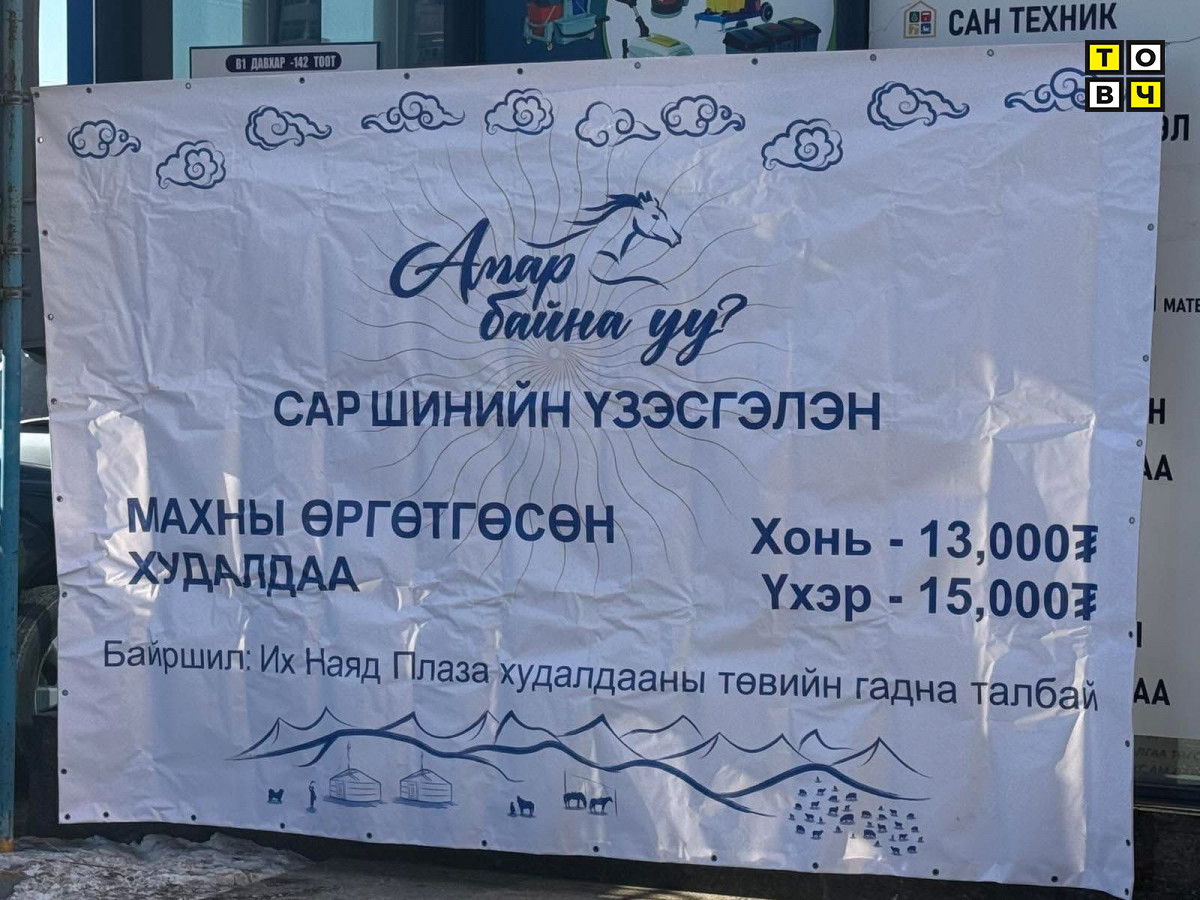 САН ТЕХНИК
В1 ДАВХАР -142 ТООТ
ТО
ВЧ
Амар
байна уу?
САР ШИНИЙН ҮЗЭСГЭЛЭН
МАХНЫ ӨРГӨТГӨСӨН
ХУДАЛДАА
Хонь - 13,000₮
Үхэр - 15,000₮
Байршил: Их Наяд Плаза худалдааны төвийн гадна талбай